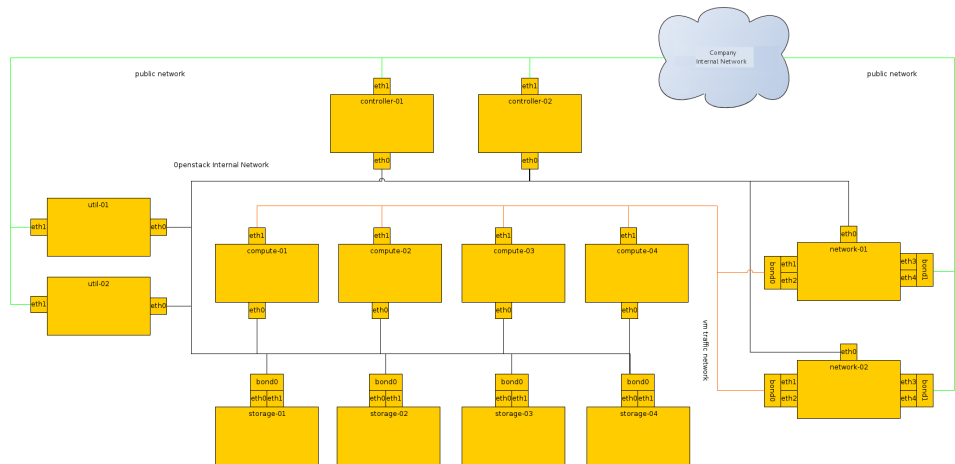 Company
Internal Network
public network
public network
eth1
eth1
controller-01
controller-02
eth0
eth0
Openstack Internal Network
util-01
eth1
eth0
eth1
eth1
eth1
eth1
eth0
compute-01
compute-02
compute-03
compute-04
network-01
bond0
eth1
eth2
eth3
eth4
bond1
util-02
eth1
eth0
eth0
eth0
eth0
eth0
vm traffic network
eth0
network-02
bond0
eth1
eth2
eth3
eth4
bond1
bond0
bond0
bond0
bond0
eth0 eth1
eth0 eth1
eth0 eth1
eth0 eth1
storage-01
storage-02
storage-03
storage-04